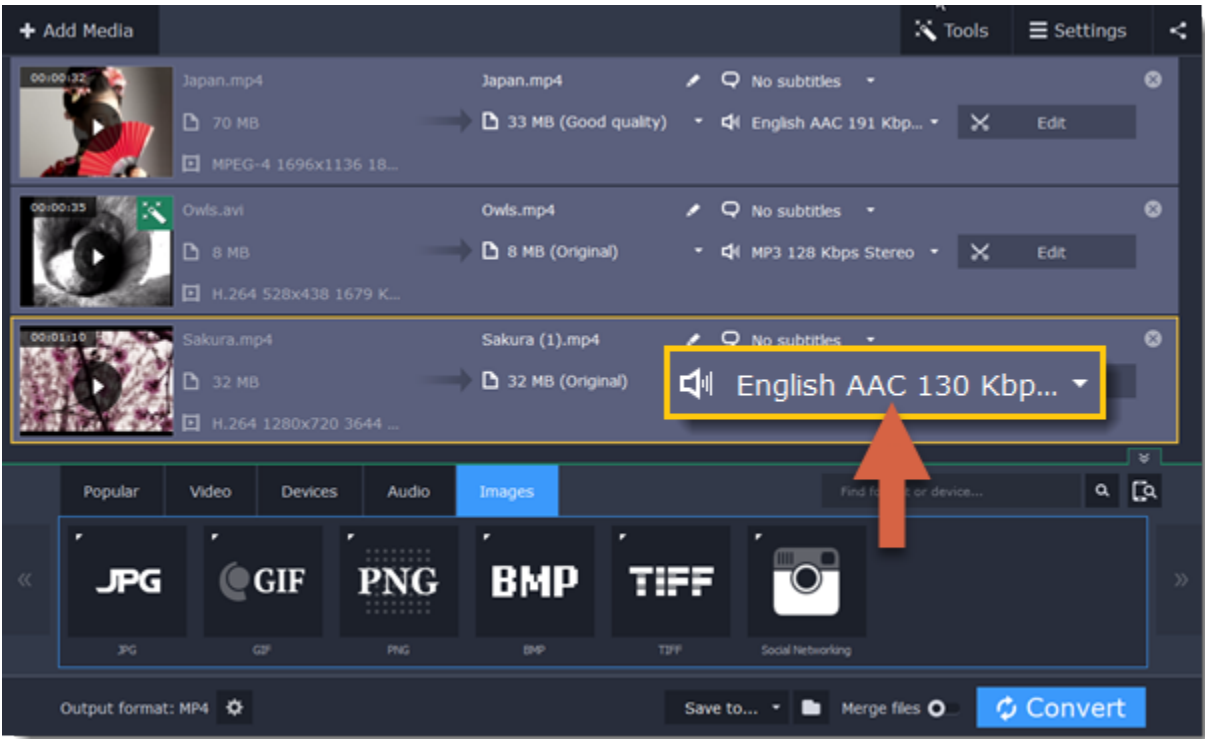 Add Media
Tools
Settings
00:00:32
Japan.mp4
Japan.mp4
No subtitles
70 MB
33 MB (Good quality)
English AAC 191 Kbp...
Edit
MPEG-4 1696x1136 18...
00:00:35
Owls.avi
Owls.mp4
No subtitles
8 MB
8 MB (Original)
MP3 128 Kbps Stereo
Edit
H.264 528x438 1679 K...
00:01:10
Sakura.mp4
Sakura (1).mp4
No subtitles
32 MB
32 MB (Original)
English AAC 130 Kbp...
H.264 1280x720 3644 ...
Popular
Video
Devices
Audio
Images
Find or device...
JPG
GIF
PNG
BMP
TIFF
JPG
GIF
PNG
BMP
TIFF
Social Networking
Output format: MP4
Save to...
Merge files
Convert